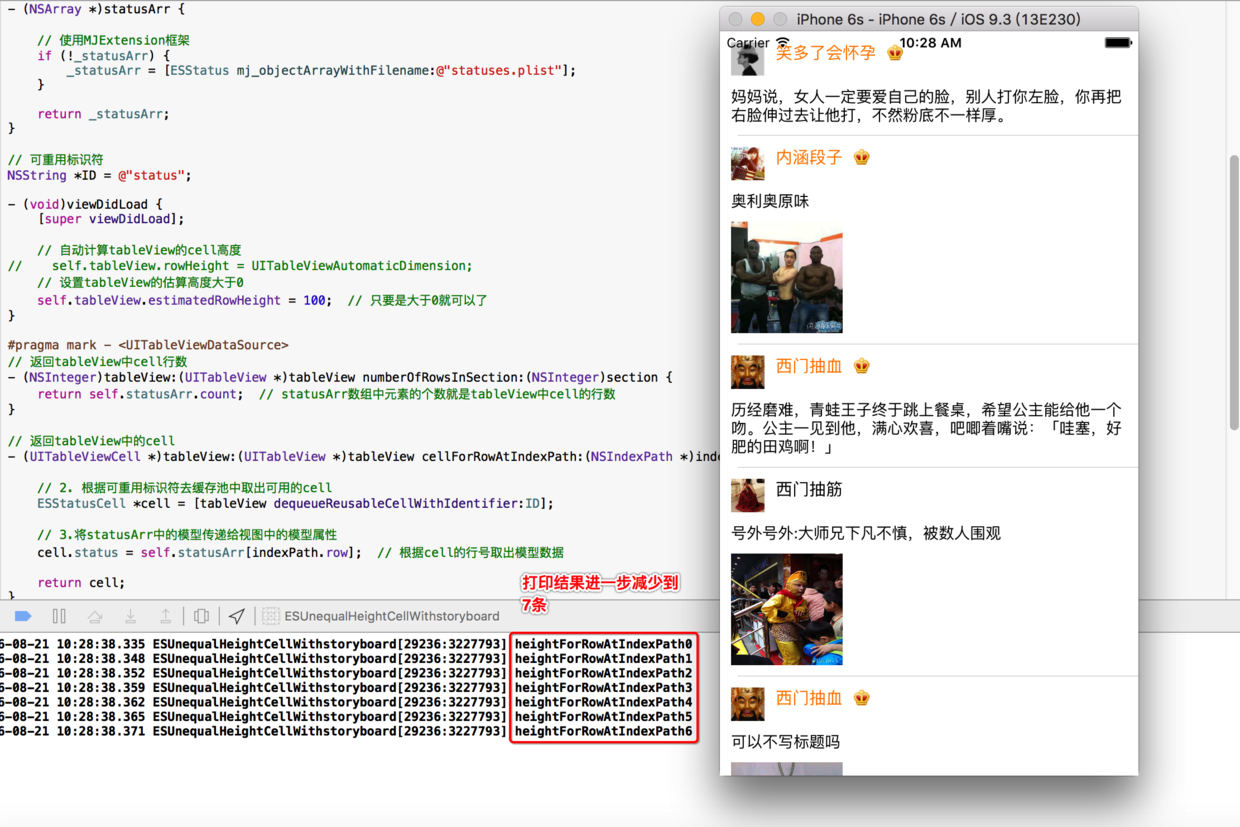 - (NSArray *)statusArr {
// 使用MJExtension框架
if (!_statusArr) {
_statusArr = [ESStatus mj_objectArrayWithFilename:@"statuses.plist"];
}
return _statusArr;
}
// 可重用标识符
NSString *ID = @"status";
- (void)viewDidLoad {
[super viewDidLoad];
// 自动计算tableView的cell高度
// self.tableView.rowHeight = UITableViewAutomaticDimension;
// 设置tableView的估算高度大于0
self.tableView.estimatedRowHeight = 100; // 只要是大于0就可以了
}
#pragma mark - <UITableViewDataSource>
// 返回tableView中cell行数
- (NSInteger)tableView:(UITableView *)tableView numberOfRowsInSection:(NSInteger)section {
return self.statusArr.count; // statusArr数组中元素的个数就是tableView中cell的行数
}
// 返回tableView中的cell
- (UITableViewCell *)tableView:(UITableView *)tableView cellForRowAtIndexPath:(NSIndexPath *)inde
// 2. 根据可重用标识符去缓存池中取出可用的cell
ESStatusCell *cell = [tableView dequeueReusableCellWithIdentifier:ID];
// 3.将statusArr中的模型传递给视图中的模型属性
cell.status = self.statusArr[indexPath.row]; // 根据cell的行号取出模型数据
return cell;
}
打印结果进一步减少到
7条
ESUnequalHeightCellWithstoryboard
6-08-21 10:28:38.335 ESUnequalHeightCellWithstoryboard[29236:3227793] heightForRowAtIndexPath0
6-08-21 10:28:38.348 ESUnequalHeightCellWithstoryboard[29236:3227793] heightForRowAtIndexPath1
6-08-21 10:28:38.352 ESUnequalHeightCellWithstoryboard[29236:3227793] heightForRowAtIndexPath2
6-08-21 10:28:38.359 ESUnequalHeightCellWithstoryboard[29236:3227793] heightForRowAtIndexPath3
6-08-21 10:28:38.362 ESUnequalHeightCellWithstoryboard[29236:3227793] heightForRowAtIndexPath4
6-08-21 10:28:38.365 ESUnequalHeightCellWithstoryboard[29236:3227793] heightForRowAtIndexPath5
6-08-21 10:28:38.371 ESUnequalHeightCellWithstoryboard[29236:3227793] heightForRowAtIndexPath6
iPhone 6s - iPhone 6s / iOS 9.3 (13E230)
Carrier 10:28 AM
笑多了会怀孕
妈妈说，女人一定要爱自己的脸，别人打你左脸，你再把
右脸伸过去让他打，不然粉底不一样厚。
内涵段子
奥利奥原味
西门抽血
历经磨难，青蛙王子终于跳上餐桌，希望公主能给他一个
吻。公主一见到他，满心欢喜，吧唧着嘴说：「哇塞，好
肥的田鸡啊！」
西门抽筋
号外号外:大师兄下凡不慎，被数人围观
西门抽血
可以不写标题吗